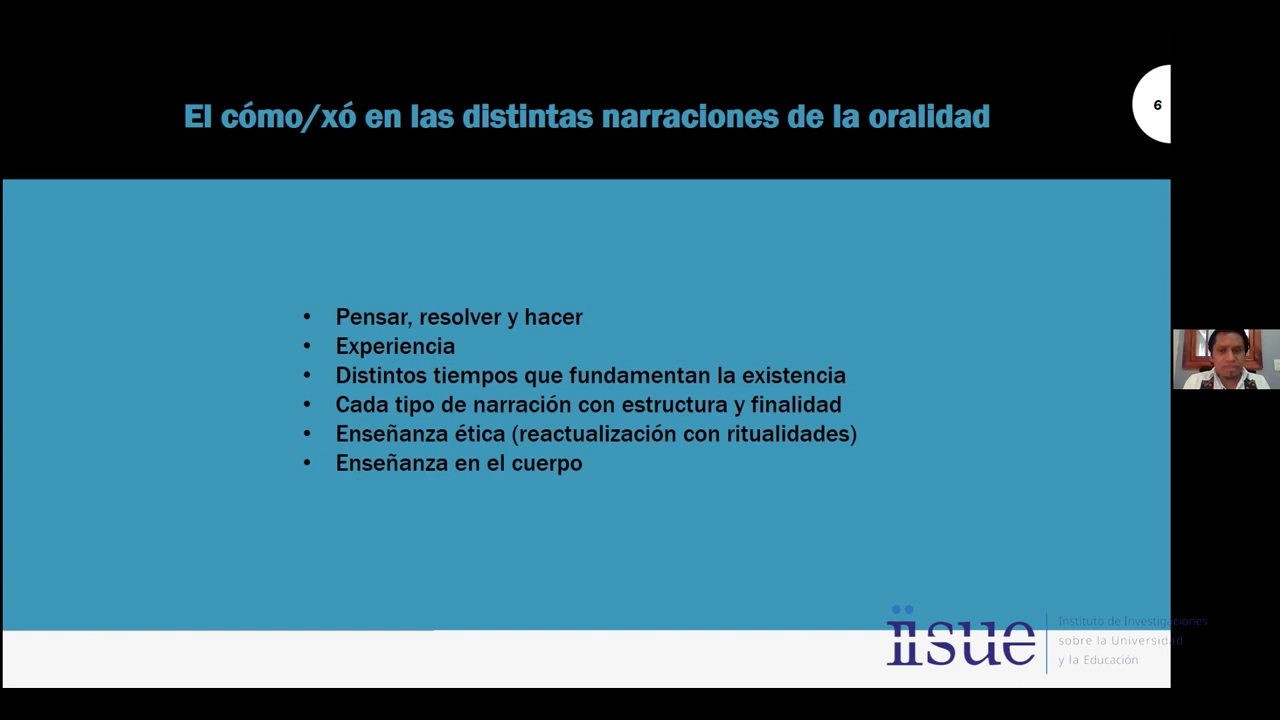 El cómo/xó en las distintas narraciones de la oralidad
6
• Pensar, resolver y hacer
• Experiencia
• Distintos tiempos que fundamentan la existencia
• Cada tipo de narración con estructura y finalidad
• Enseñanza ética (reactualización con ritualidades)
• Enseñanza en el cuerpo
iisue
Instituto de Investigaciones
sobre la Universidad
y la Educación